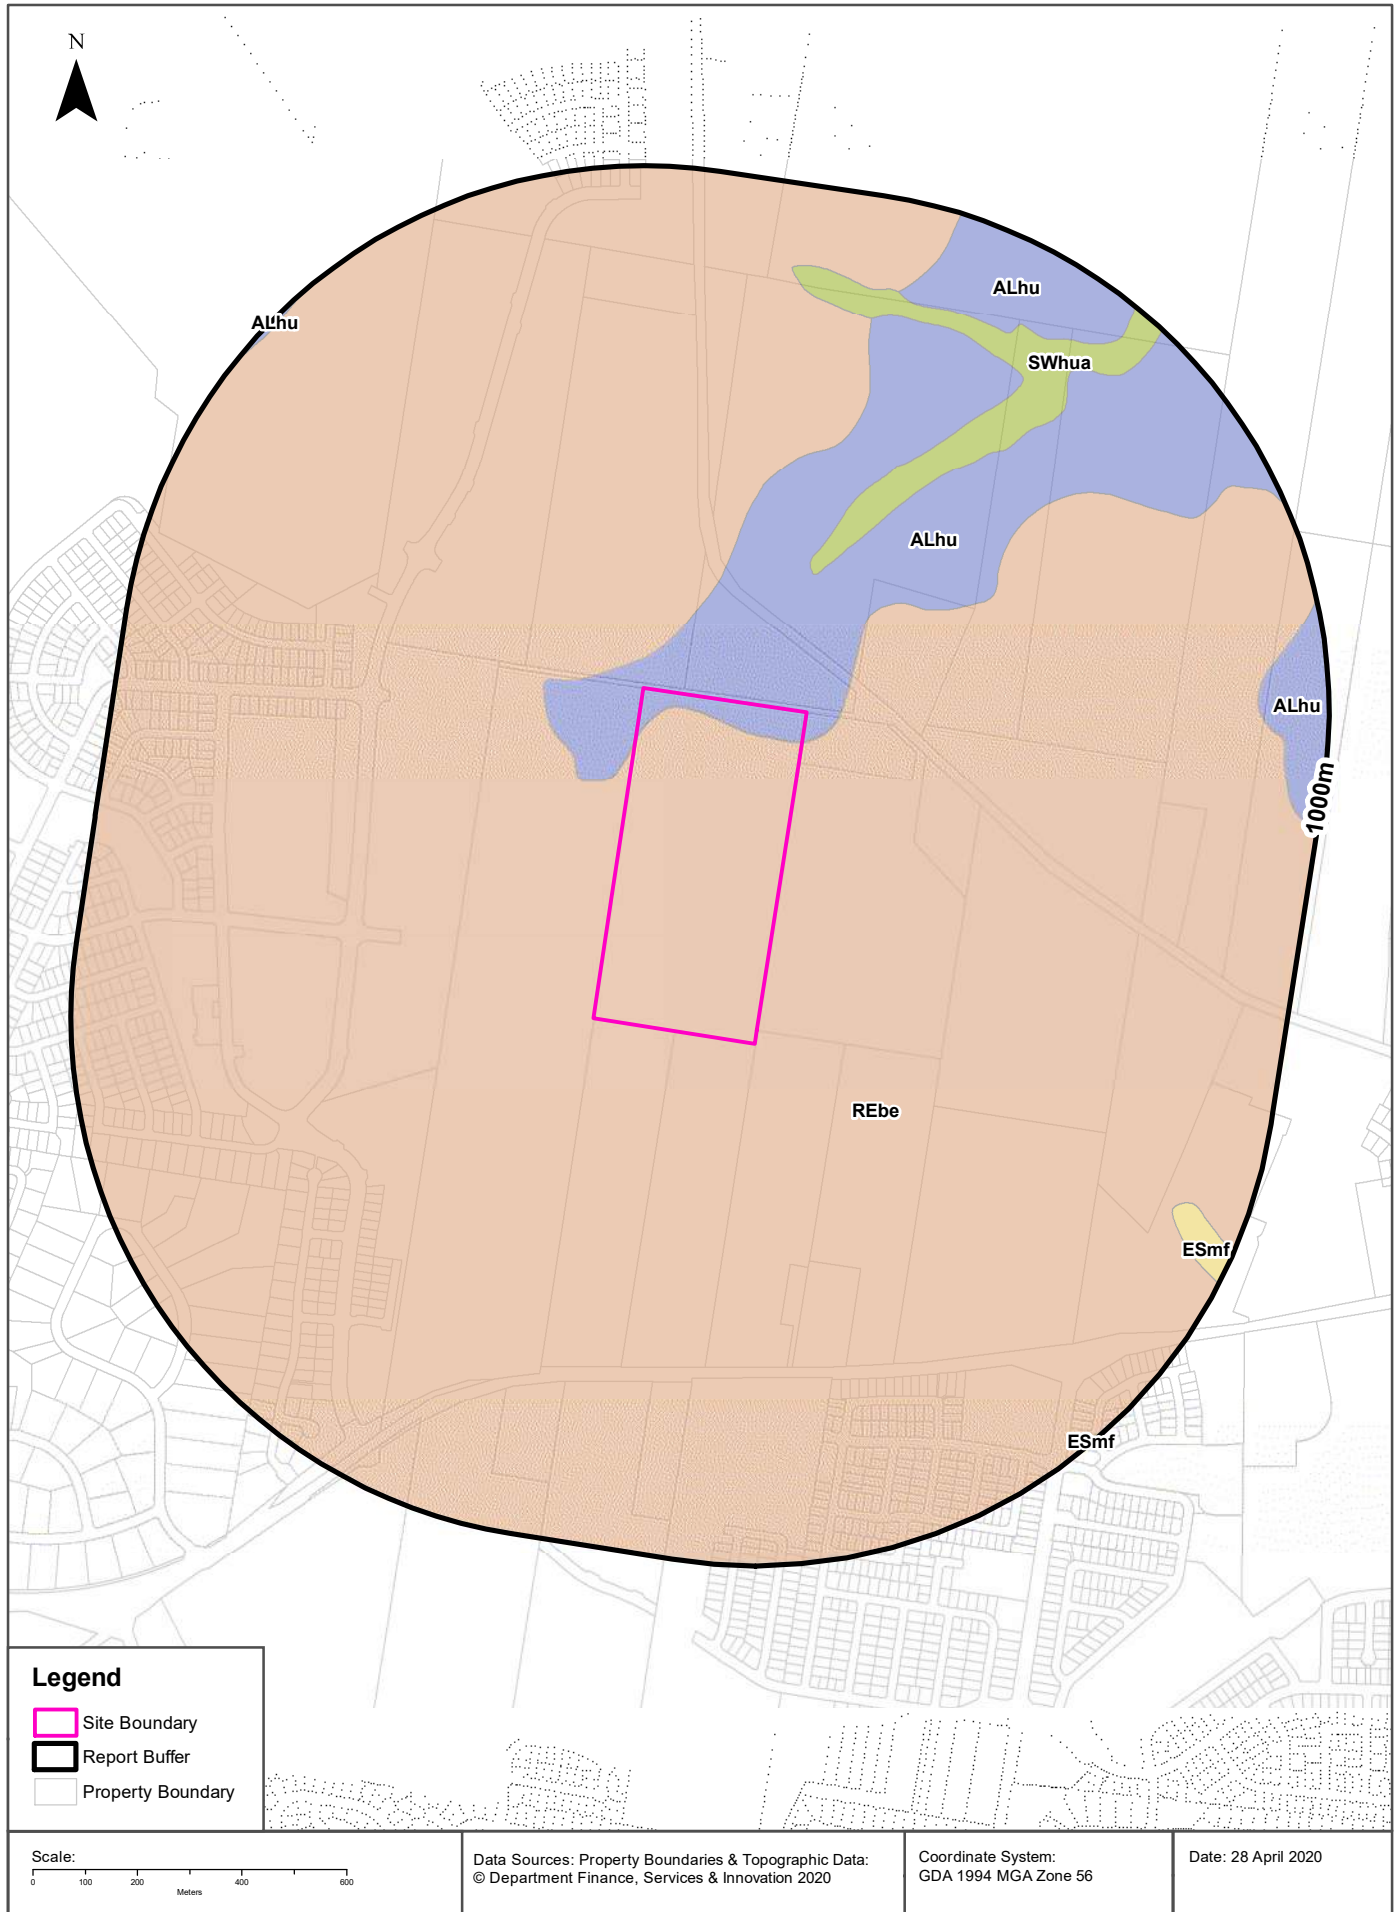 N
ALhu
ALhu
SWhua
ALhu
ALhu
1000m
REbe
ESmf
ESmf
Legend
Site Boundary
Report Buffer
Property Boundary
Scale:
0 100 200 400 600
Meters
Data Sources: Property Boundaries & Topographic Data:
© Department Finance, Services & Innovation 2020
Coordinate System:
GDA 1994 MGA Zone 56
Date: 28 April 2020